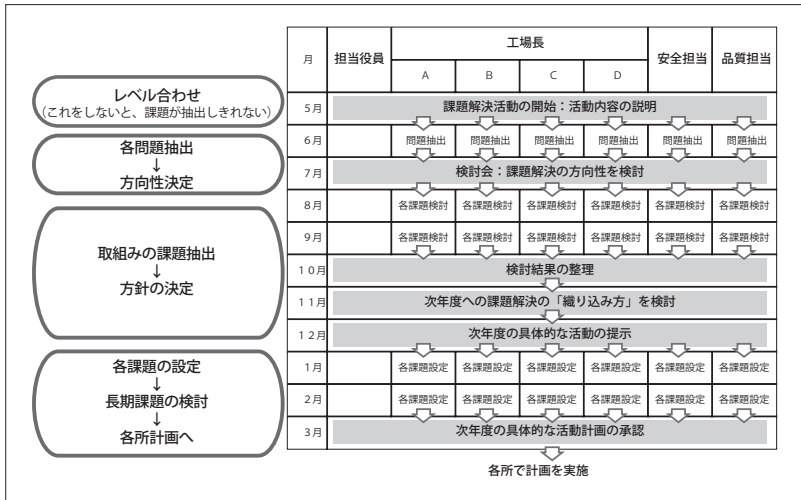 月 担当役員 工場長 安全担当 品質担当
A B C D
レベル合わせ
(これをしないと、課題が抽出しきれない)
5月 課題解決活動の開始：活動内容の説明
6月 問題抽出 問題抽出 問題抽出 問題抽出 問題抽出 問題抽出
各問題抽出
↓
方向性決定
7月 検討会：課題解決の方向性を検討
8月 各課題検討 各課題検討 各課題検討 各課題検討 各課題検討 各課題検討
9月 各課題検討 各課題検討 各課題検討 各課題検討 各課題検討 各課題検討
取組みの課題抽出
↓
方針の決定
10月 検討結果の整理
11月 次年度への課題解決の「織り込み方」を検討
12月 次年度の具体的な活動の提示
1月 各課題設定 各課題設定 各課題設定 各課題設定 各課題設定 各課題設定
各課題の設定
↓
長期課題の検討
↓
各所計画へ
2月 各課題設定 各課題設定 各課題設定 各課題設定 各課題設定 各課題設定
3月 次年度の具体的な活動計画の承認
各所で計画を実施